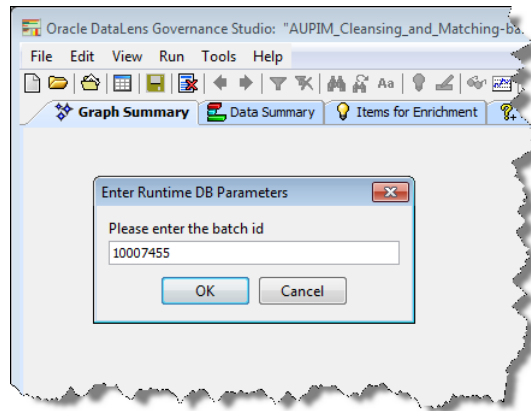 Oracle DataLens Governance Studio: "AUPIM_Cleansing_and_Matching-ba
File Edit View Run Tools Help
Aa
Graph Summary Data Summary Items for Enrichment
Enter Runtime DB Parameters
Please enter the batch id
10007455
OK Cancel